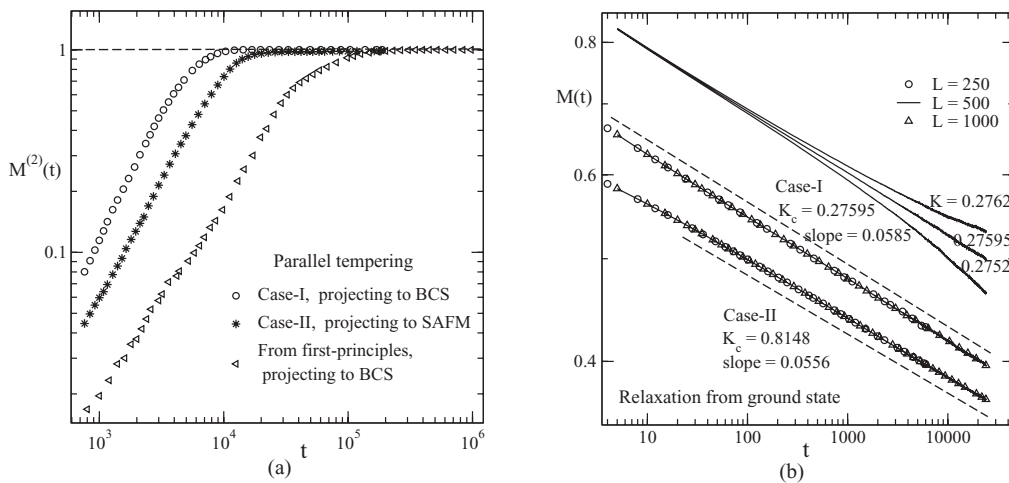 1
M(2)(t)
0.1
Parallel tempering
Case-I, projecting to BCS
Case-II, projecting to SAFM
From first-principles,
projecting to BCS
10^3
10^4
10^5
10^6
t
(a)
0.8
M(t)
0.6
0.4
L = 250
L = 500
L = 1000
Case-I
K_c = 0.27595
slope = 0.0585
K = 0.2762
0.27595
0.2752
Case-II
K_c = 0.8148
slope = 0.0556
Relaxation from ground state
10
100
1000
10000
t
(b)